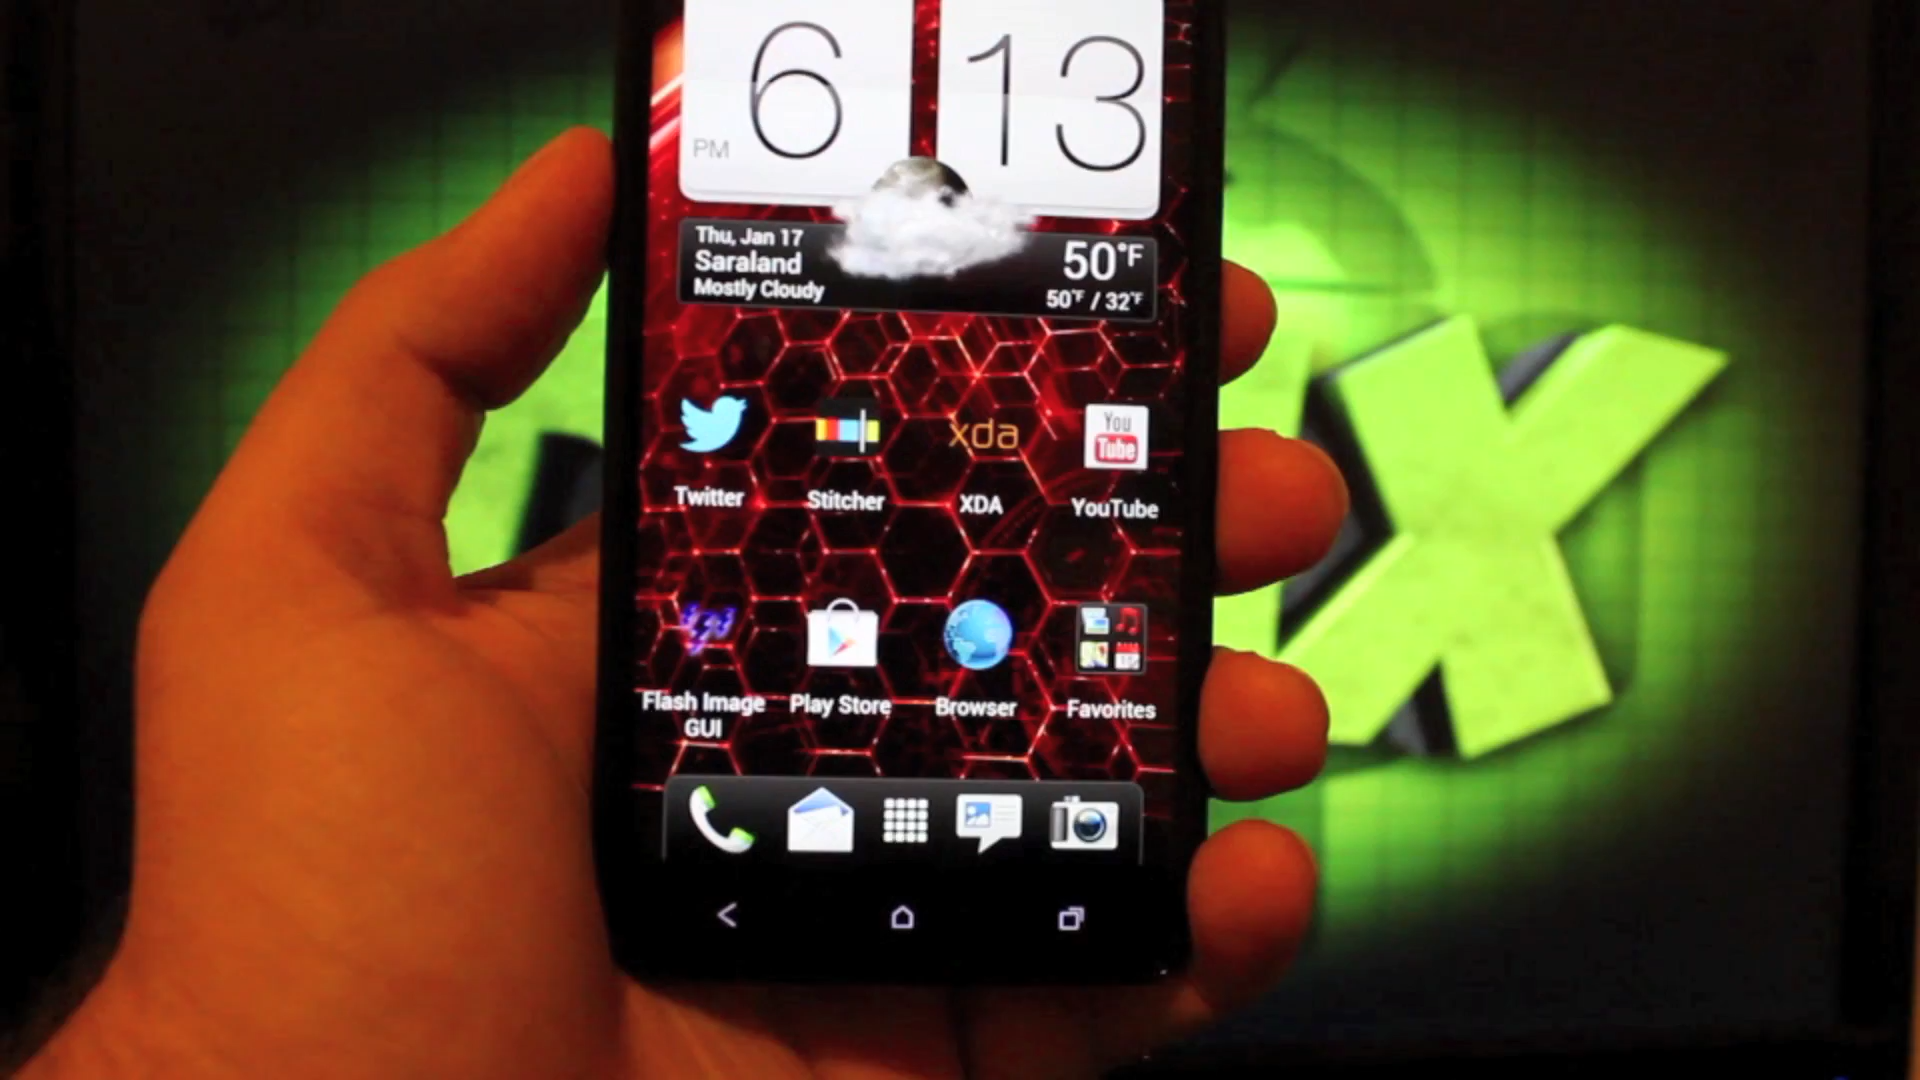 6 13
PM
Thu, Jan 17
Saraland
Mostly Cloudy
50°F
50°F / 32°F
xda
You
Tube
Twitter
Stitcher
XDA
YouTube
Flash Image
GUI
Play Store
Browser
Favorites
X